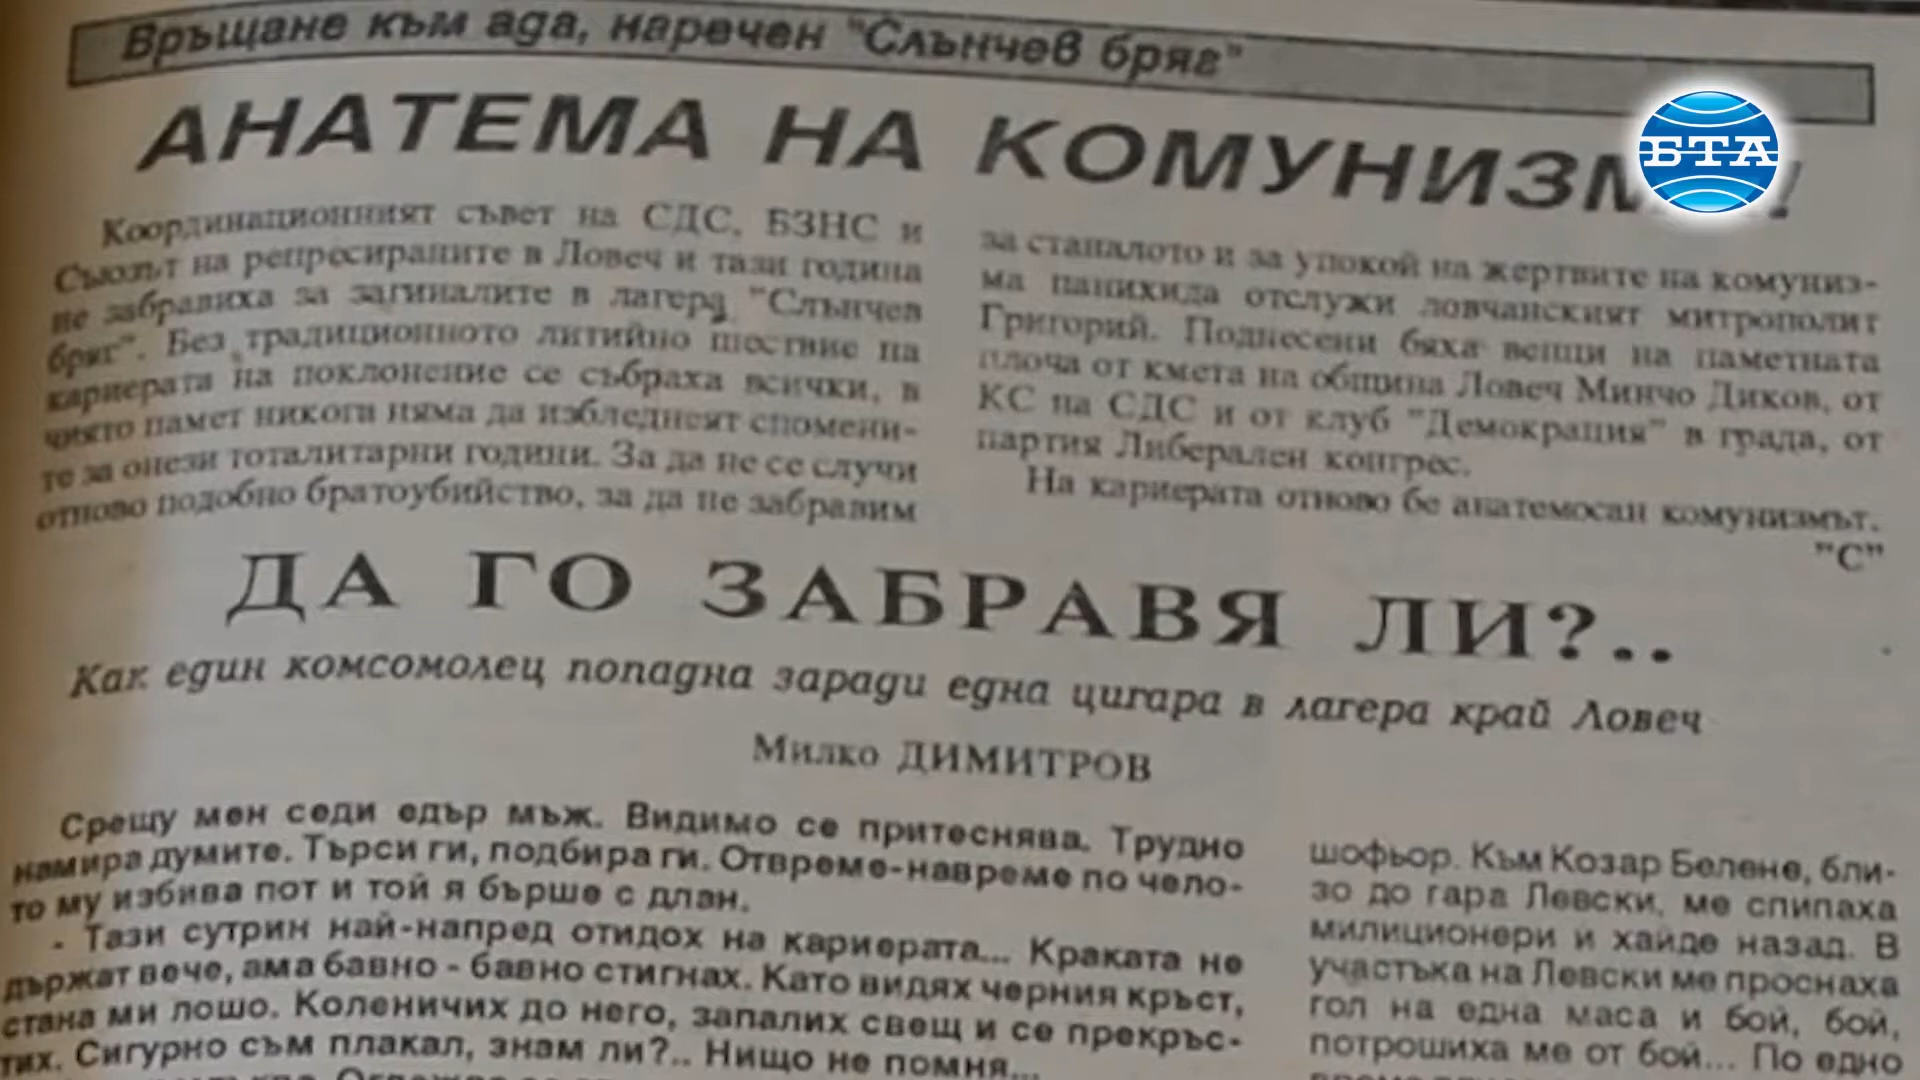 Връщане към ада, наречен "Слънчев бряг"
АНАТЕМА НА КОМУНИЗМ !
БТА
Координационният съвет на СДС, БЗНС и
Съюзът на репресираните в Ловеч и тази година
не забравиха за загиналите в лагера "Слънчев
бряг". Без традиционното литийно шествие на
кариерата на поклонение се събраха всички, в
чиято памет никога няма да избледнеят спомени-
те за онези тоталитарни години. За да не се случи
отново подобно братоубийство, за да не забравим
за станалото и за упокой на жертвите на комуниз-
ма панихида отслужи ловчанският митрополит
Григорий. Поднесени бяха венци на паметната
плоча от кмета на община Ловеч Минчо Диков, от
КС на СДС и от клуб "Демокрация" в града, от
партия Либерален конгрес.
На кариерата отново бе анатемосан комунизмът.
"С"
ДА ГО ЗАБРАВЯ ЛИ?..
Как един комсомолец попадна заради една цигара в лагера край Ловеч
Милко ДИМИТРОВ
Срещу мен седи едър мъж. Видимо се притеснява. Трудно
намира думите. Търси ги, подбира ги. Отвреме-навреме по чело-
то му избива пот и той я бърше с длан.
- Тази сутрин най-напред отидох на кариерата... Краката не
държат вече, ама бавно - бавно стигнах. Като видях черния кръст,
стана ми лошо. Коленичих до него, запалих свещ и се прекръс-
тих. Сигурно съм плакал, знам ли?.. Нищо не помня...
шофьор. Към Козар Белене, бли-
зо до гара Левски, ме спипаха
милиционери и хайде назад. В
участъка на Левски ме проснаха
гол на една маса и бой, бой,
потрошиха ме от бой... По едно